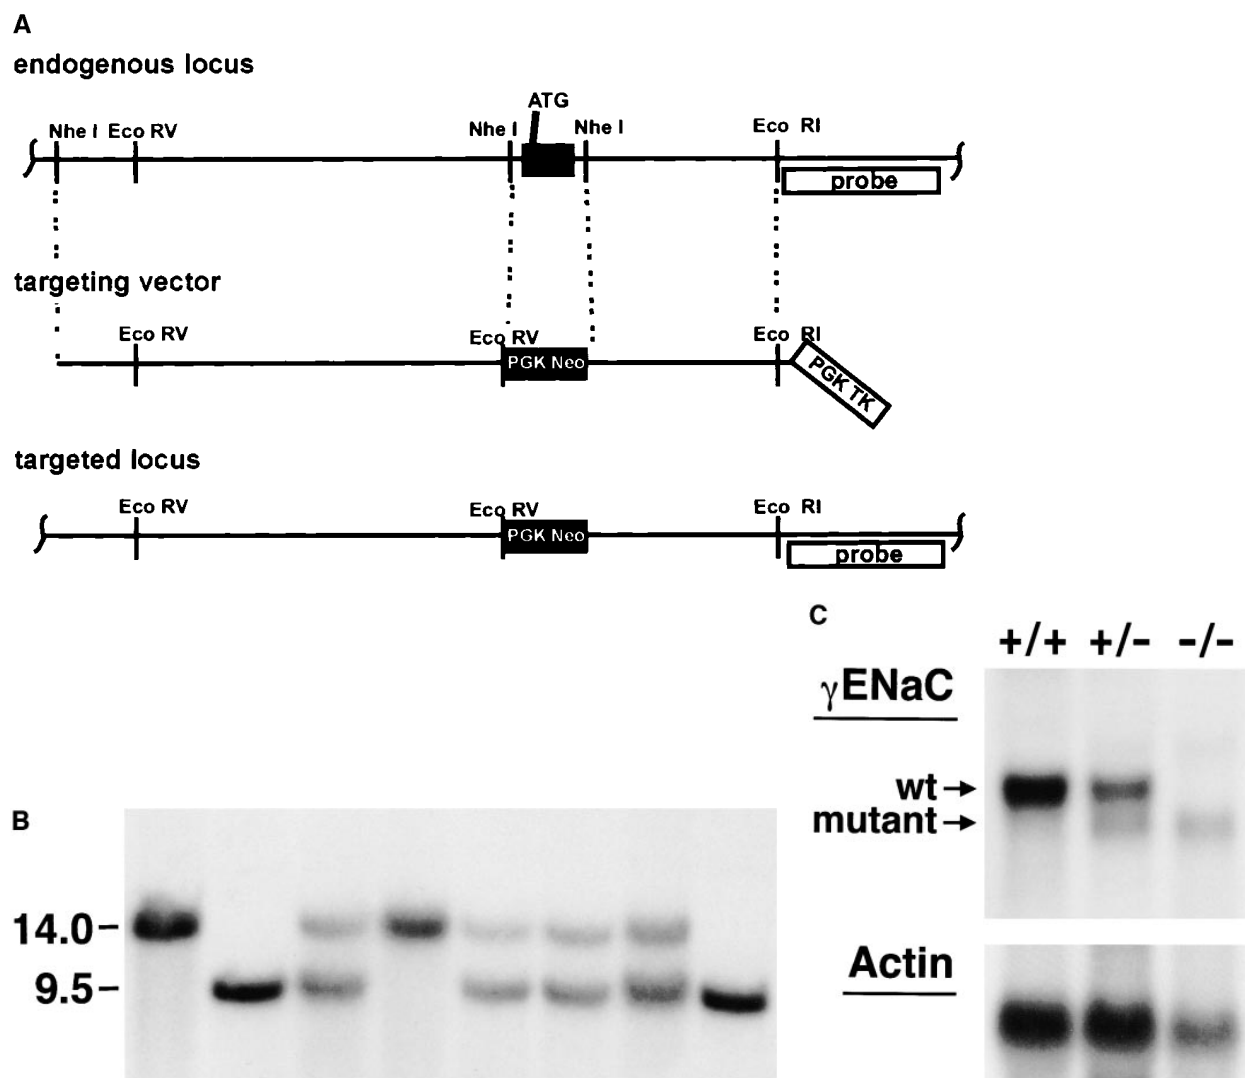 A
endogenous locus
ATG
Nhe I Eco RV Nhe I Nhe I Eco RI
probe
targeting vector
Eco RV Eco RV Eco RI
PGK Neo
PGK TK
targeted locus
Eco RV Eco RV Eco RI
PGK Neo
probe
C
+/+ +/- -/-
γENaC
wt
mutant
Actin
B
14.0
9.5